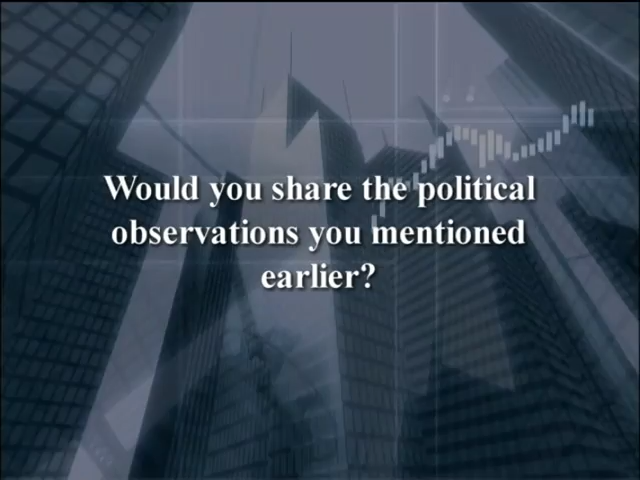 Would you share the political
observations you mentioned
earlier?